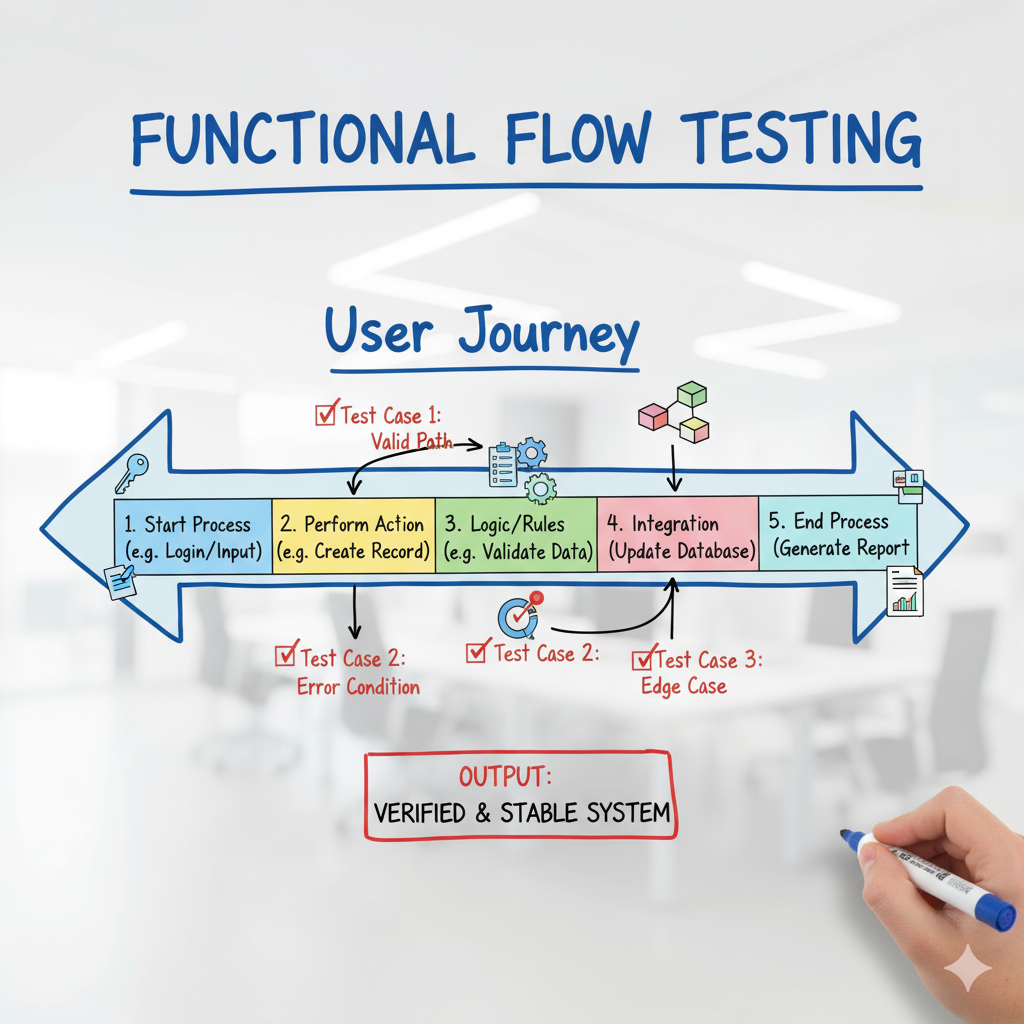 FUNCTIONAL FLOW TESTING
User Journey
Test Case 1:
Valid Path
1. Start Process
(e.g. Login/Input)
2. Perform Action
(e.g. Create Record)
3. Logic/Rules
(e.g. Validate Data)
4. Integration
(Update Database)
5. End Process
(Generate Report
Test Case 2:
Error Condition
Test Case 2:
Test Case 3:
Edge Case
OUTPUT:
VERIFIED & STABLE SYSTEM